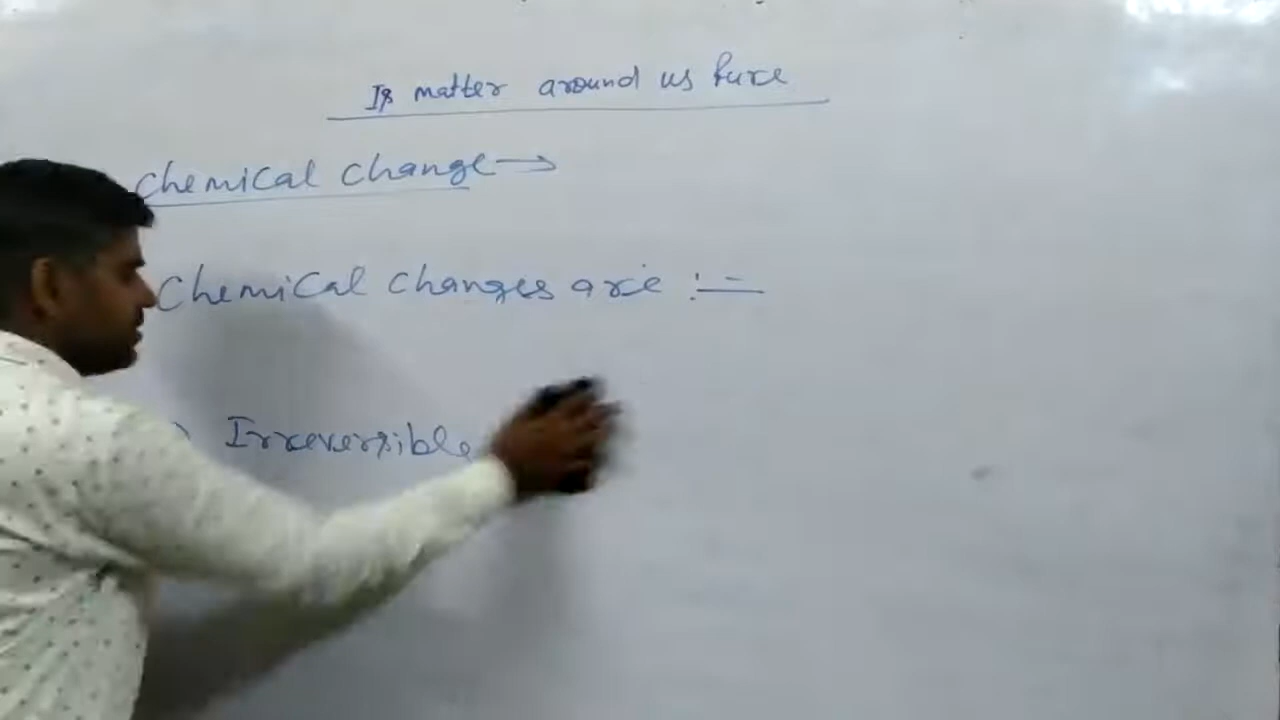 Is matter around us Pure
Chemical Change →
Chemical Changes are :-
) Irreversible